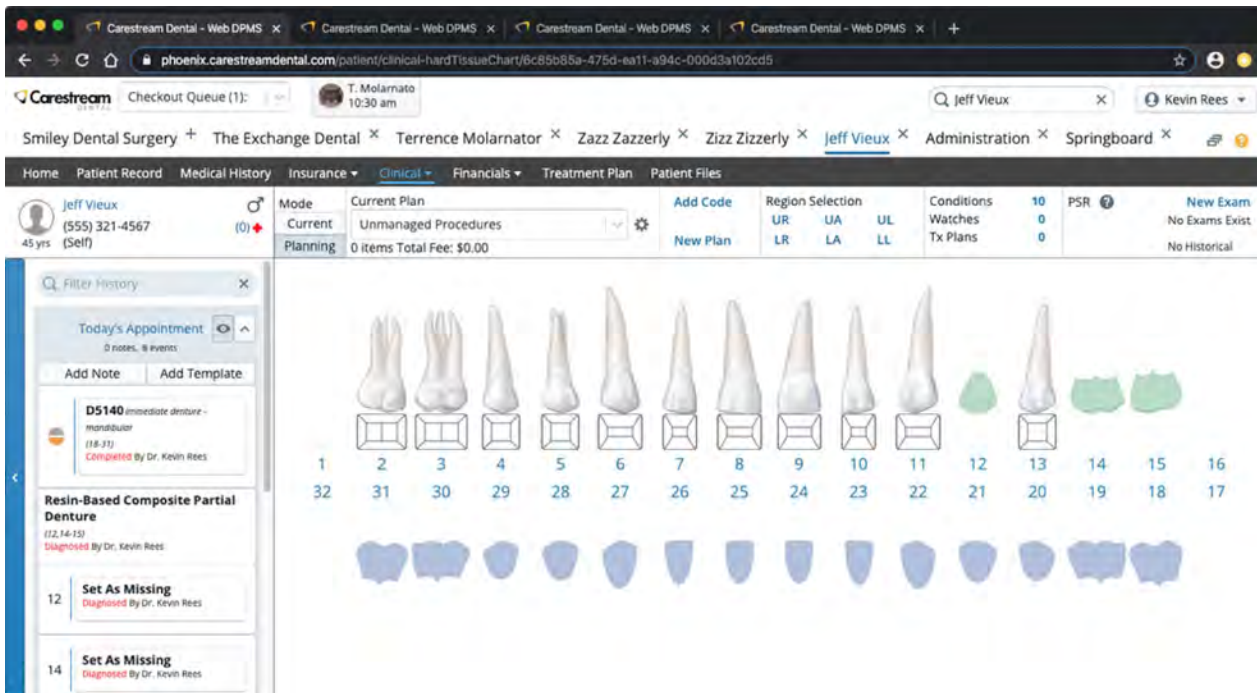 Carestream Dental - Web DPMS × Carestream Dental - Web DPMS × Carestream Dental - Web DPMS × Carestream Dental - Web DPMS × +
phoenix.carestreamdental.com/patient/clinical-hardTissueChart/6c85b85a-475d-ea11-a94c-000d3a102cd5
Carestream DENTAL Checkout Queue (1): T. Molarnato Jeff Vieux × Kevin Rees
10:30 am
Smiley Dental Surgery + The Exchange Dental × Terrence Molarnator × Zazz Zazzerly × Zizz Zizzerly × Jeff Vieux × Administration × Springboard ×
Home Patient Record Medical History Insurance Clinical Financials Treatment Plan Patient Files
Jeff Vieux Mode Current Plan Add Code Region Selection Conditions 10 PSR ? New Exam
(555) 321-4567 (0) Current Unmanaged Procedures UR UA UL Watches 0 No Exams Exist
45 yrs (Self) Planning 0 items Total Fee: $0.00 New Plan LR LA LL Tx Plans 0 No Historical
Filter History ×
Today's Appointment
0 notes, 8 events
Add Note Add Template
D5140 immediate denture -
mandibular
(18-31)
Completed By Dr. Kevin Rees
Resin-Based Composite Partial
Denture
(12,14-15)
Diagnosed By Dr. Kevin Rees
12 Set As Missing
Diagnosed By Dr. Kevin Rees
14 Set As Missing
Diagnosed By Dr. Kevin Rees
1 2 3 4 5 6 7 8 9 10 11 12 13 14 15 16
32 31 30 29 28 27 26 25 24 23 22 21 20 19 18 17